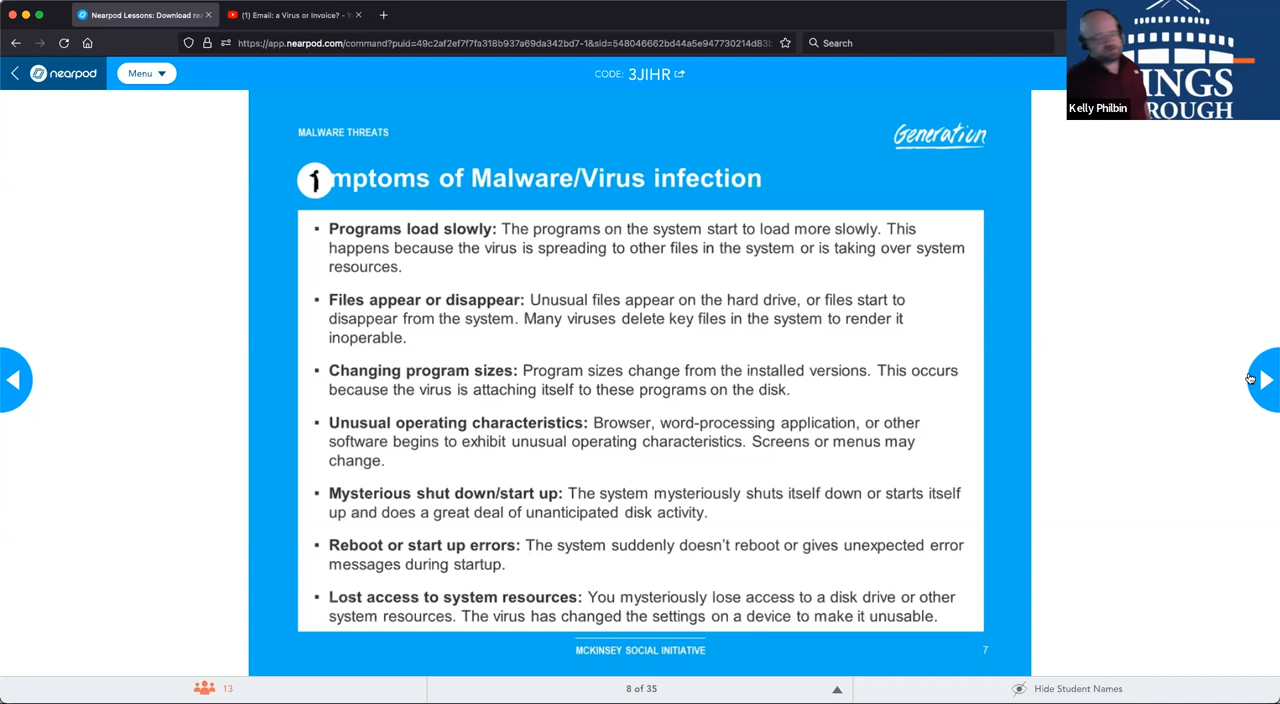 Nearpod Lessons: Download rea
(1) Email: a Virus or Invoice? - Y
https://app.nearpod.com/command?puid=49c2af2ef7f7fa318b937a69da342bd7-1&sid=548046662bd44a5e947730214d83b
Search
nearpod
Menu
CODE: 3JIHR
INGS
ROUGH
Kelly Philbin
MALWARE THREATS
Generation
1 mptoms of Malware/Virus infection
▪ Programs load slowly: The programs on the system start to load more slowly. This
happens because the virus is spreading to other files in the system or is taking over system
resources.
▪ Files appear or disappear: Unusual files appear on the hard drive, or files start to
disappear from the system. Many viruses delete key files in the system to render it
inoperable.
▪ Changing program sizes: Program sizes change from the installed versions. This occurs
because the virus is attaching itself to these programs on the disk.
▪ Unusual operating characteristics: Browser, word-processing application, or other
software begins to exhibit unusual operating characteristics. Screens or menus may
change.
▪ Mysterious shut down/start up: The system mysteriously shuts itself down or starts itself
up and does a great deal of unanticipated disk activity.
▪ Reboot or start up errors: The system suddenly doesn't reboot or gives unexpected error
messages during startup.
▪ Lost access to system resources: You mysteriously lose access to a disk drive or other
system resources. The virus has changed the settings on a device to make it unusable.
MCKINSEY SOCIAL INITIATIVE
7
13
8 of 35
Hide Student Names